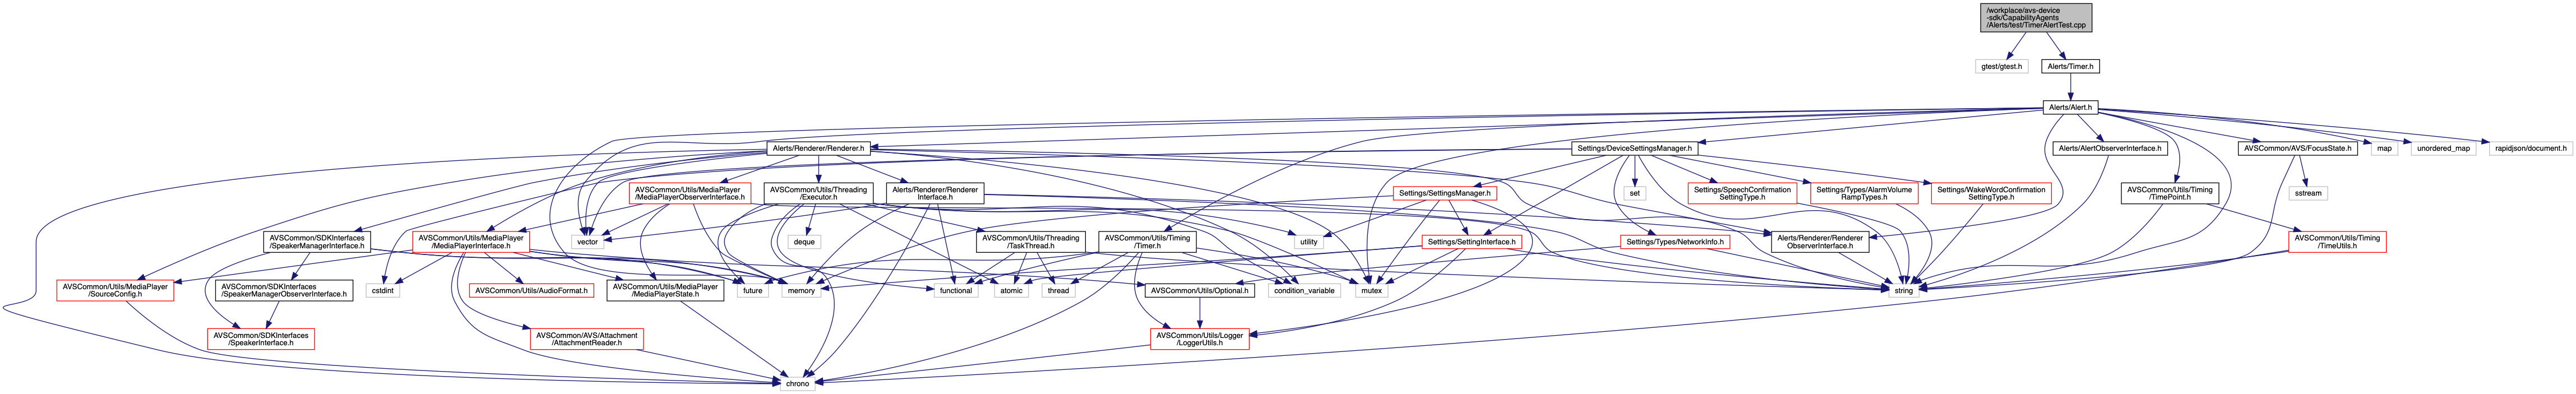 /workplace/avs-device
-sdk/CapabilityAgents
/Alerts/test/TimerAlertTest.cpp
gtest/gtest.h
Alerts/Timer.h
Alerts/Alert.h
Alerts/Renderer/Renderer.h
Settings/DeviceSettingsManager.h
Alerts/AlertObserverInterface.h
AVSCommon/AVS/FocusState.h
map
unordered_map
rapidjson/document.h
AVSCommon/Utils/MediaPlayer
/MediaPlayerObserverInterface.h
AVSCommon/Utils/Threading
/Executor.h
Alerts/Renderer/Renderer
Interface.h
Settings/SettingsManager.h
set
Settings/SpeechConfirmation
SettingType.h
Settings/Types/AlarmVolume
RampTypes.h
Settings/WakeWordConfirmation
SettingType.h
AVSCommon/Utils/Timing
/TimePoint.h
sstream
AVSCommon/SDKInterfaces
/SpeakerManagerInterface.h
AVSCommon/Utils/MediaPlayer
/MediaPlayerInterface.h
vector
deque
AVSCommon/Utils/Threading
/TaskThread.h
AVSCommon/Utils/Timing
/Timer.h
utility
Settings/SettingInterface.h
Settings/Types/NetworkInfo.h
Alerts/Renderer/Renderer
ObserverInterface.h
AVSCommon/Utils/Timing
/TimeUtils.h
AVSCommon/Utils/MediaPlayer
/SourceConfig.h
AVSCommon/SDKInterfaces
/SpeakerManagerObserverInterface.h
cstdint
AVSCommon/Utils/AudioFormat.h
AVSCommon/Utils/MediaPlayer
/MediaPlayerState.h
future
memory
functional
atomic
thread
AVSCommon/Utils/Optional.h
condition_variable
mutex
string
AVSCommon/SDKInterfaces
/SpeakerInterface.h
AVSCommon/AVS/Attachment
/AttachmentReader.h
AVSCommon/Utils/Logger
/LoggerUtils.h
chrono